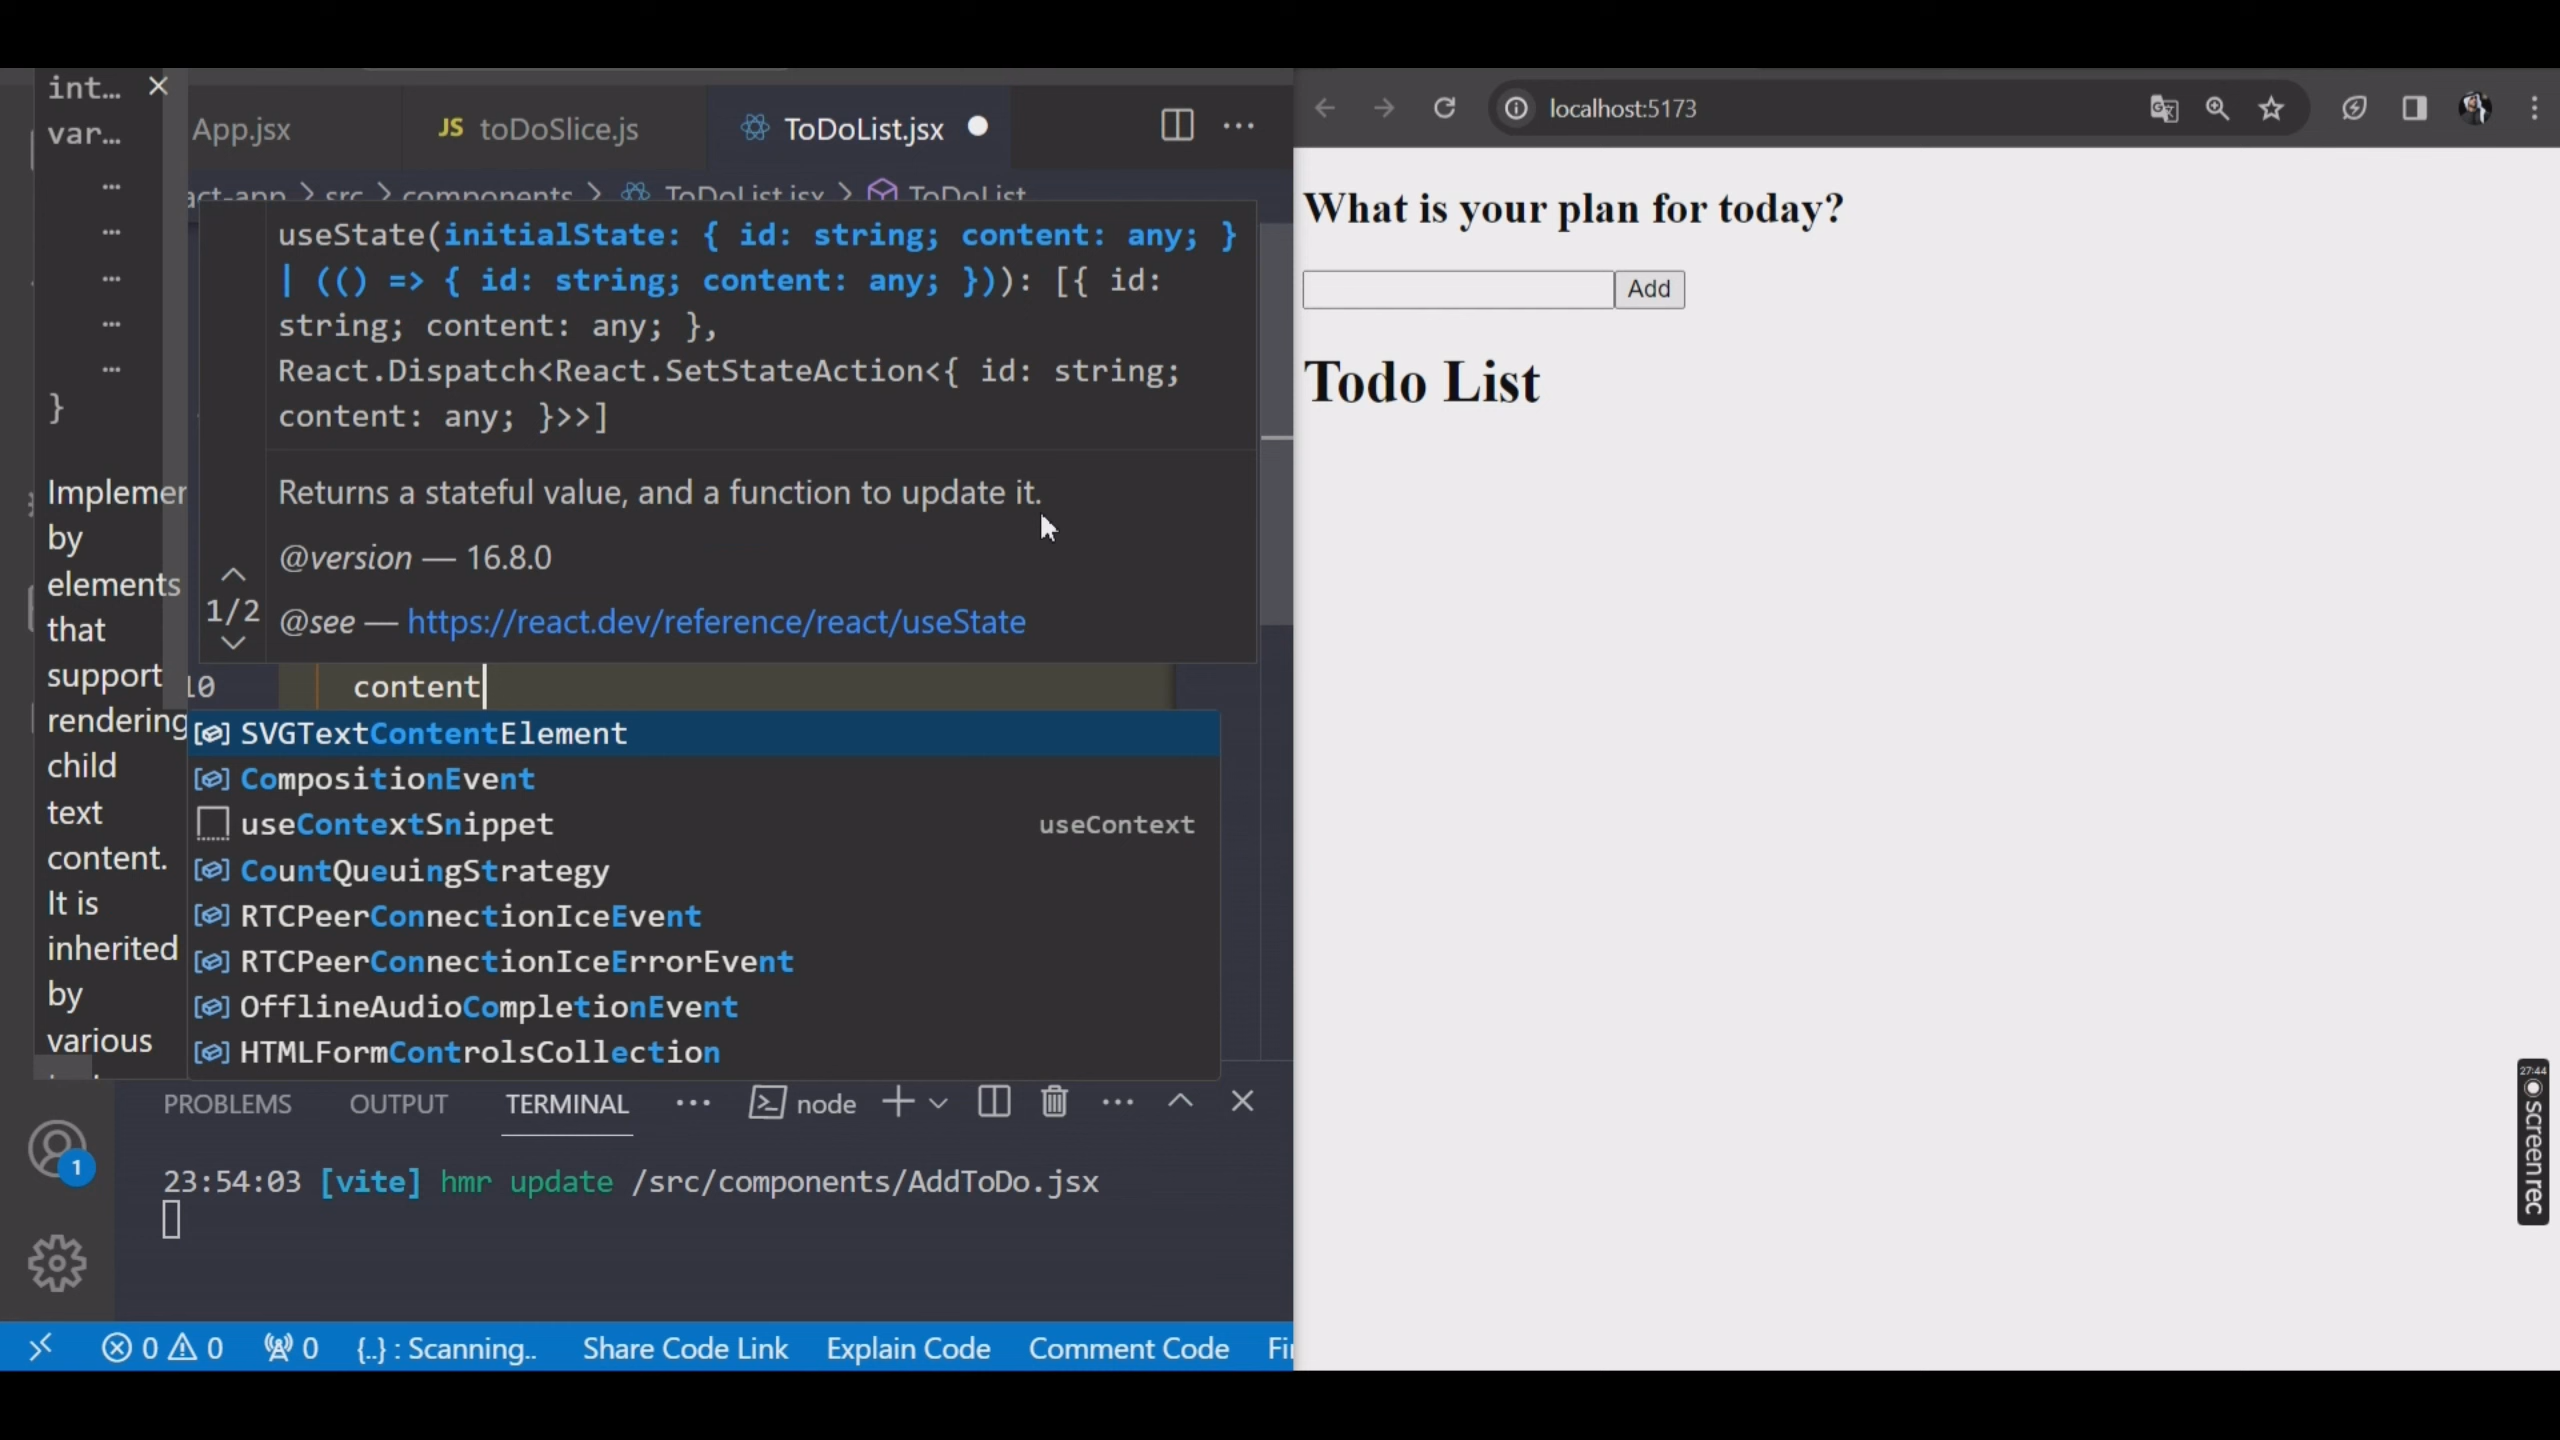 int…
var…
…
…
…
…
…
}
Implemen
by
elements
that
support
rendering
child
text
content.
It is
inherited
by
various
App.jsx
JS toDoSlice.js
ToDoList.jsx
act-app > src > components > ToDoList.jsx > ToDoList
useState(initialState: { id: string; content: any; }
| (() => { id: string; content: any; })): [{ id:
string; content: any; },
React.Dispatch<React.SetStateAction<{ id: string;
content: any; }>>]
Returns a stateful value, and a function to update it.
@version — 16.8.0
1/2
@see — https://react.dev/reference/react/useState
10 content
SVGTextContentElement
CompositionEvent
useContextSnippet useContext
CountQueuingStrategy
RTCPeerConnectionIceEvent
RTCPeerConnectionIceErrorEvent
OfflineAudioCompletionEvent
HTMLFormControlsCollection
PROBLEMS OUTPUT TERMINAL … node
23:54:03 [vite] hmr update /src/components/AddToDo.jsx
1
0 0 0 {..} : Scanning.. Share Code Link Explain Code Comment Code Fi
localhost:5173
What is your plan for today?
Add
Todo List
27:44
screenrec